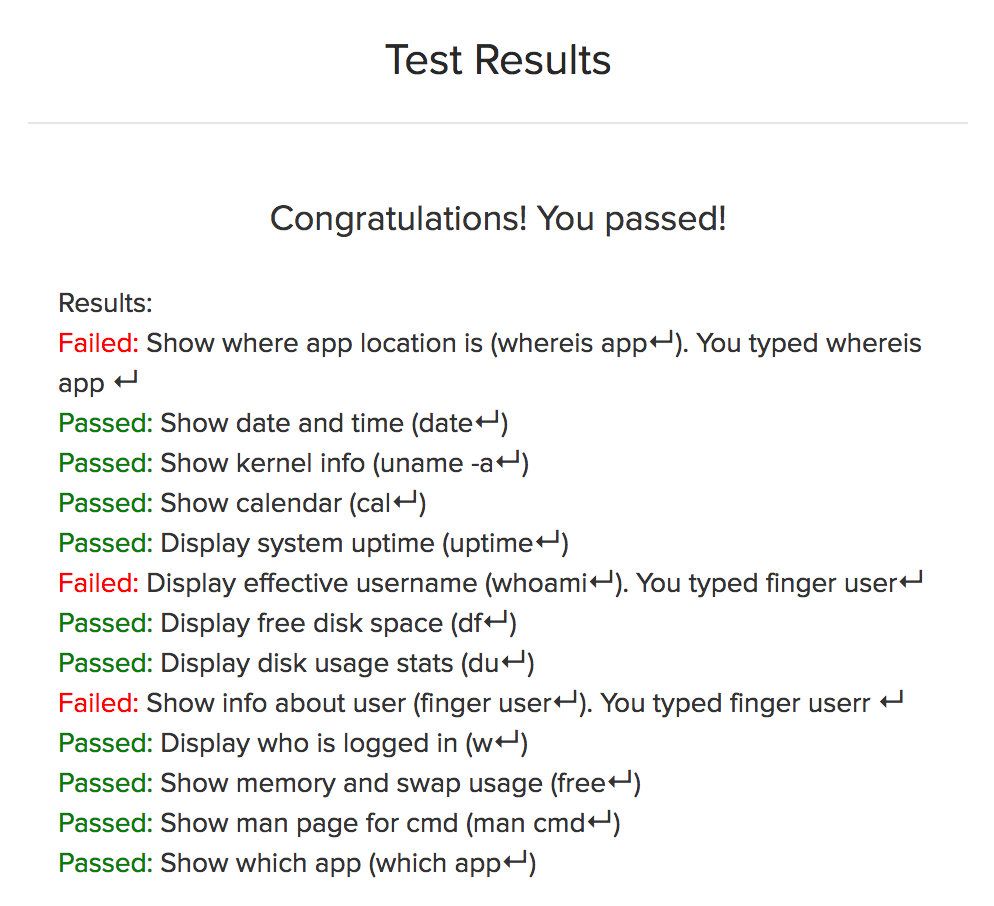 Test Results
Congratulations! You passed!
Results:
Failed: Show where app location is (whereis app↵). You typed whereis
app ↵
Passed: Show date and time (date↵)
Passed: Show kernel info (uname -a↵)
Passed: Show calendar (cal↵)
Passed: Display system uptime (uptime↵)
Failed: Display effective username (whoami↵). You typed finger user↵
Passed: Display free disk space (df↵)
Passed: Display disk usage stats (du↵)
Failed: Show info about user (finger user↵). You typed finger userr ↵
Passed: Display who is logged in (w↵)
Passed: Show memory and swap usage (free↵)
Passed: Show man page for cmd (man cmd↵)
Passed: Show which app (which app↵)